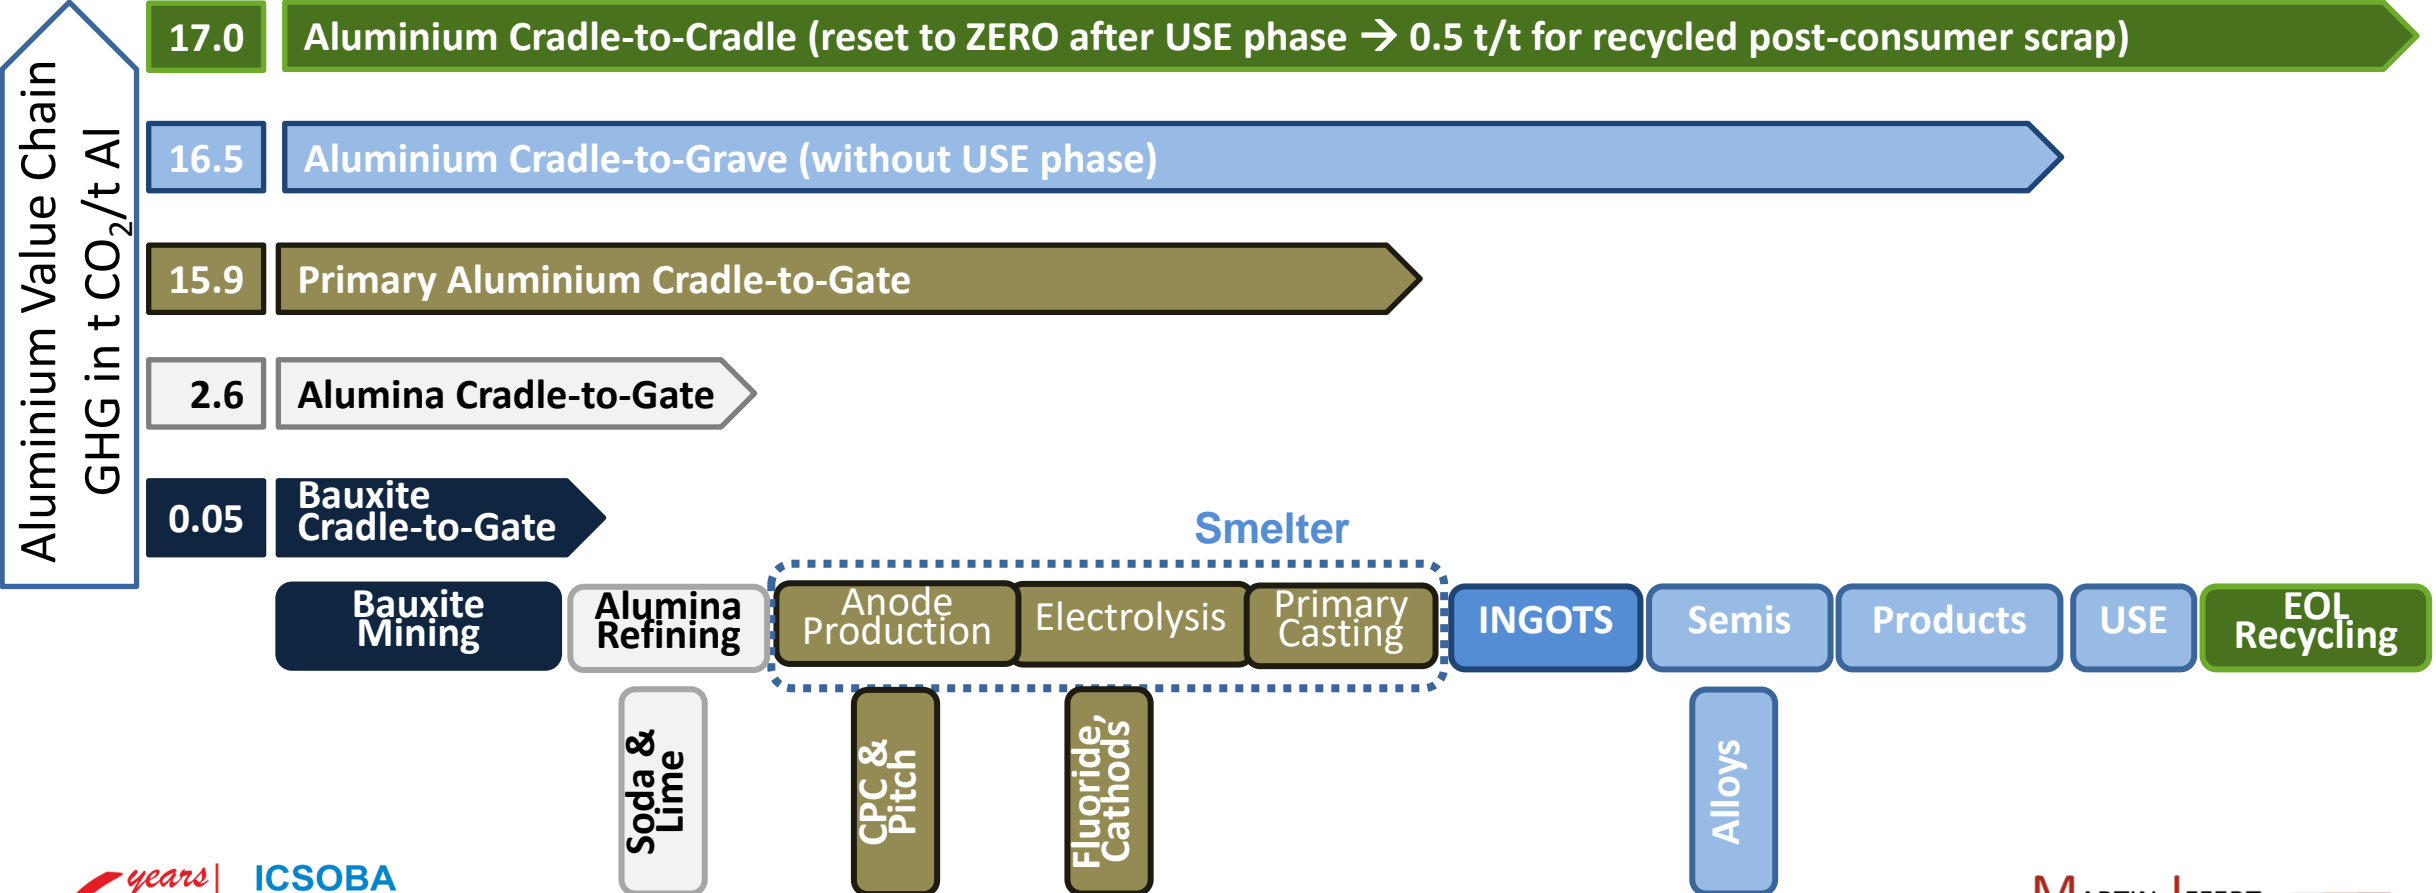 Aluminium Value Chain
GHG in t CO₂/t Al
17.0
Aluminium Cradle-to-Cradle (reset to ZERO after USE phase → 0.5 t/t for recycled post-consumer scrap)
16.5
Aluminium Cradle-to-Grave (without USE phase)
15.9
Primary Aluminium Cradle-to-Gate
2.6
Alumina Cradle-to-Gate
0.05
Bauxite
Cradle-to-Gate
Smelter
Bauxite
Mining
Alumina
Refining
Anode
Production
Electrolysis
Primary
Casting
INGOTS
Semis
Products
USE
EOL
Recycling
Soda &
Lime
CPC &
Pitch
Fluoride,
Cathods
Alloys
years
ICSOBA
MARTIN